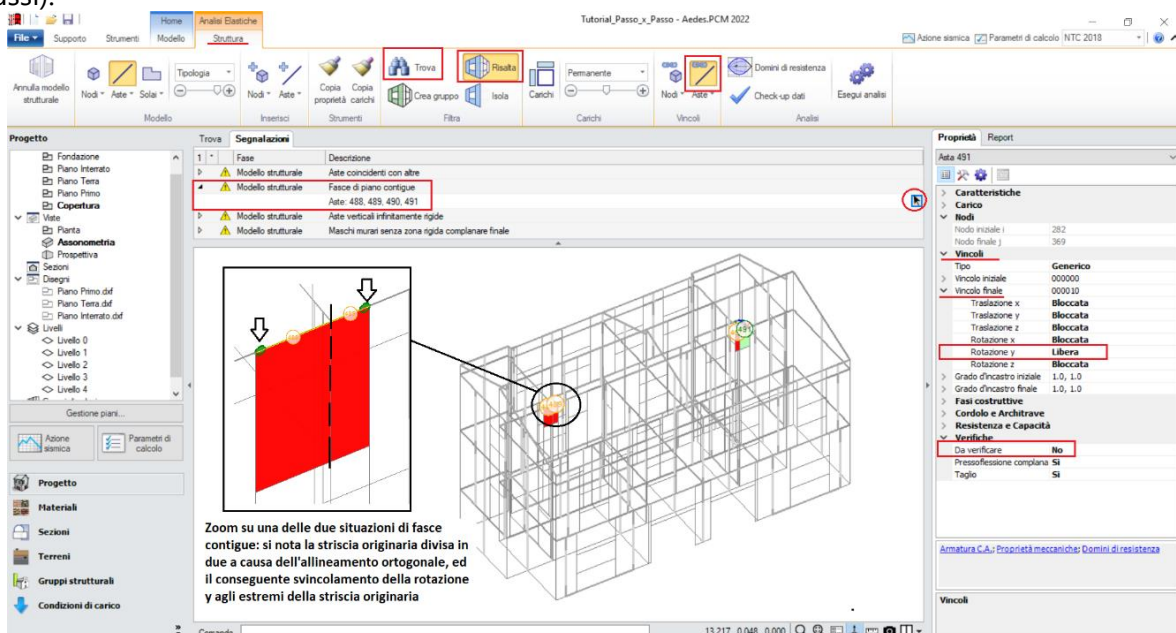 assi).
Tutorial_Passo_x_Passo - Aedes.PCM 2022
Home Analisi Elastiche
File Supporto Strumenti Modello Struttura
Azione sismica Parametri di calcolo NTC 2018
Annulla modello strutturale
Nodi Aste Solai
Tipologia
Nodi Aste
Copia proprietà Copia carichi
Trova
Crea gruppo
Risalta
Isola
Carichi
Permanente
Nodi Aste
Domini di resistenza
Check-up dati
Esegui analisi
Modello Inserisci Strumenti Filtra Carichi Vincoli Analisi
Progetto
Fondazione
Piano Interrato
Piano Terra
Piano Primo
Copertura
Viste
Pianta
Assonometria
Prospettiva
Sezioni
Disegni
Piano Primo.dxf
Piano Terra.dxf
Piano Interrato.dxf
Livelli
Livello 0
Livello 1
Livello 2
Livello 3
Livello 4
Gestione piani...
Azione sismica
Parametri di calcolo
Progetto
Materiali
Sezioni
Terreni
Gruppi strutturali
Condizioni di carico
Trova Segnalazioni
1 * Fase Descrizione
Modello strutturale Aste coincidenti con altre
Modello strutturale Fasce di piano contigue
Aste: 488, 489, 490, 491
Modello strutturale Aste verticali infinitamente rigide
Modello strutturale Maschi murari senza zona rigida complanare finale
491
Zoom su una delle due situazioni di fasce
contigue: si nota la striscia originaria divisa in
due a causa dell'allineamento ortogonale, ed
il conseguente svincolamento della rotazione
y agli estremi della striscia originaria
Comando
13.217 0.048 0.000
Proprietà Report
Asta 491
Caratteristiche
Carico
Nodi
Nodo iniziale i 282
Nodo finale j 369
Vincoli
Tipo Generico
Vincolo iniziale 000000
Vincolo finale 000010
Traslazione x Bloccata
Traslazione y Bloccata
Traslazione z Bloccata
Rotazione x Bloccata
Rotazione y Libera
Rotazione z Bloccata
Grado d'incastro iniziale 1.0, 1.0
Grado d'incastro finale 1.0, 1.0
Fasi costruttive
Cordolo e Architrave
Resistenza e Capacità
Verifiche
Da verificare No
Pressoflessione complana Sì
Taglio Sì
Armatura C.A.; Proprietà meccaniche; Domini di resistenza
Vincoli